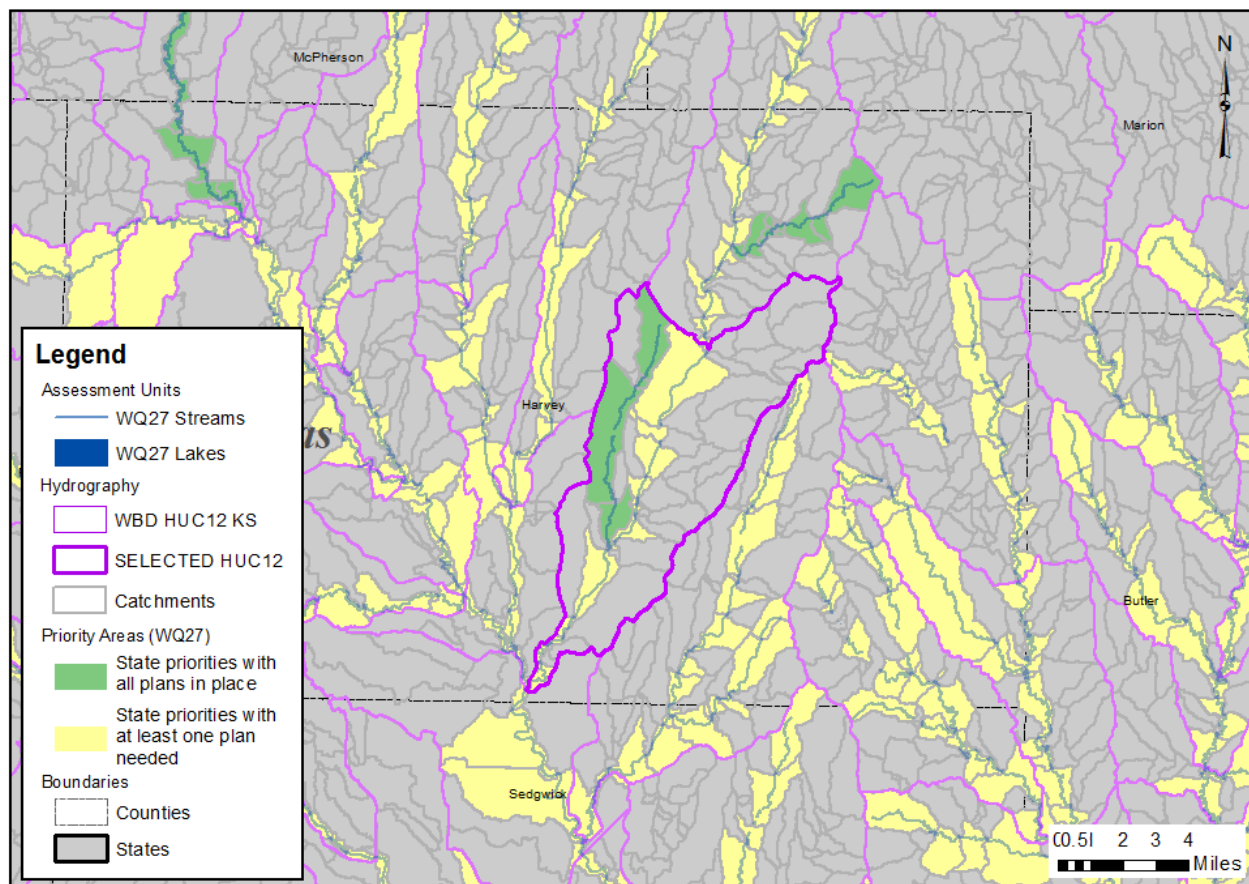 McPherson
N
Marion
Harvey
as
Butler
Sedgwick
Legend
Assessment Units
WQ27 Streams
WQ27 Lakes
Hydrography
WBD HUC12 KS
SELECTED HUC12
Catchments
Priority Areas (WQ27)
State priorities with
all plans in place
State priorities with
at least one plan
needed
Boundaries
Counties
States
2 3 4
Miles